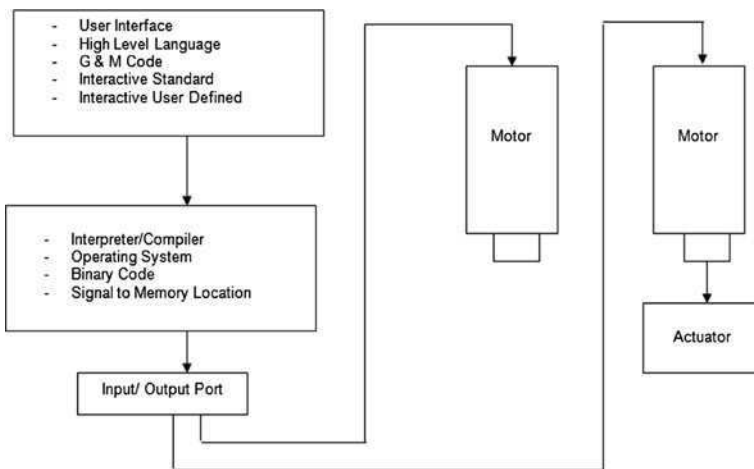 - User Interface
- High Level Language
- G & M Code
- Interactive Standard
- Interactive User Defined
- Interpreter/Compiler
- Operating System
- Binary Code
- Signal to Memory Location
Input/ Output Port
Motor
Motor
Actuator